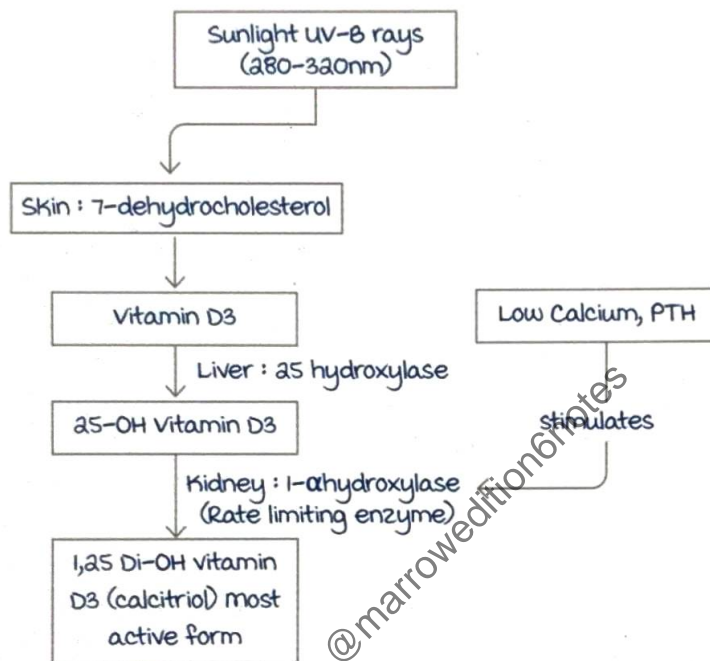 Sunlight UV-B rays
(280-320nm)
Skin : 7-dehydrocholesterol
Vitamin D3
Low Calcium, PTH
Liver : 25 hydroxylase
25-OH Vitamin D3
stimulates
Kidney : 1-αhydroxylase
(Rate limiting enzyme)
1,25 Di-OH vitamin
D3 (calcitriol) most
active form
@marrowedition6notes